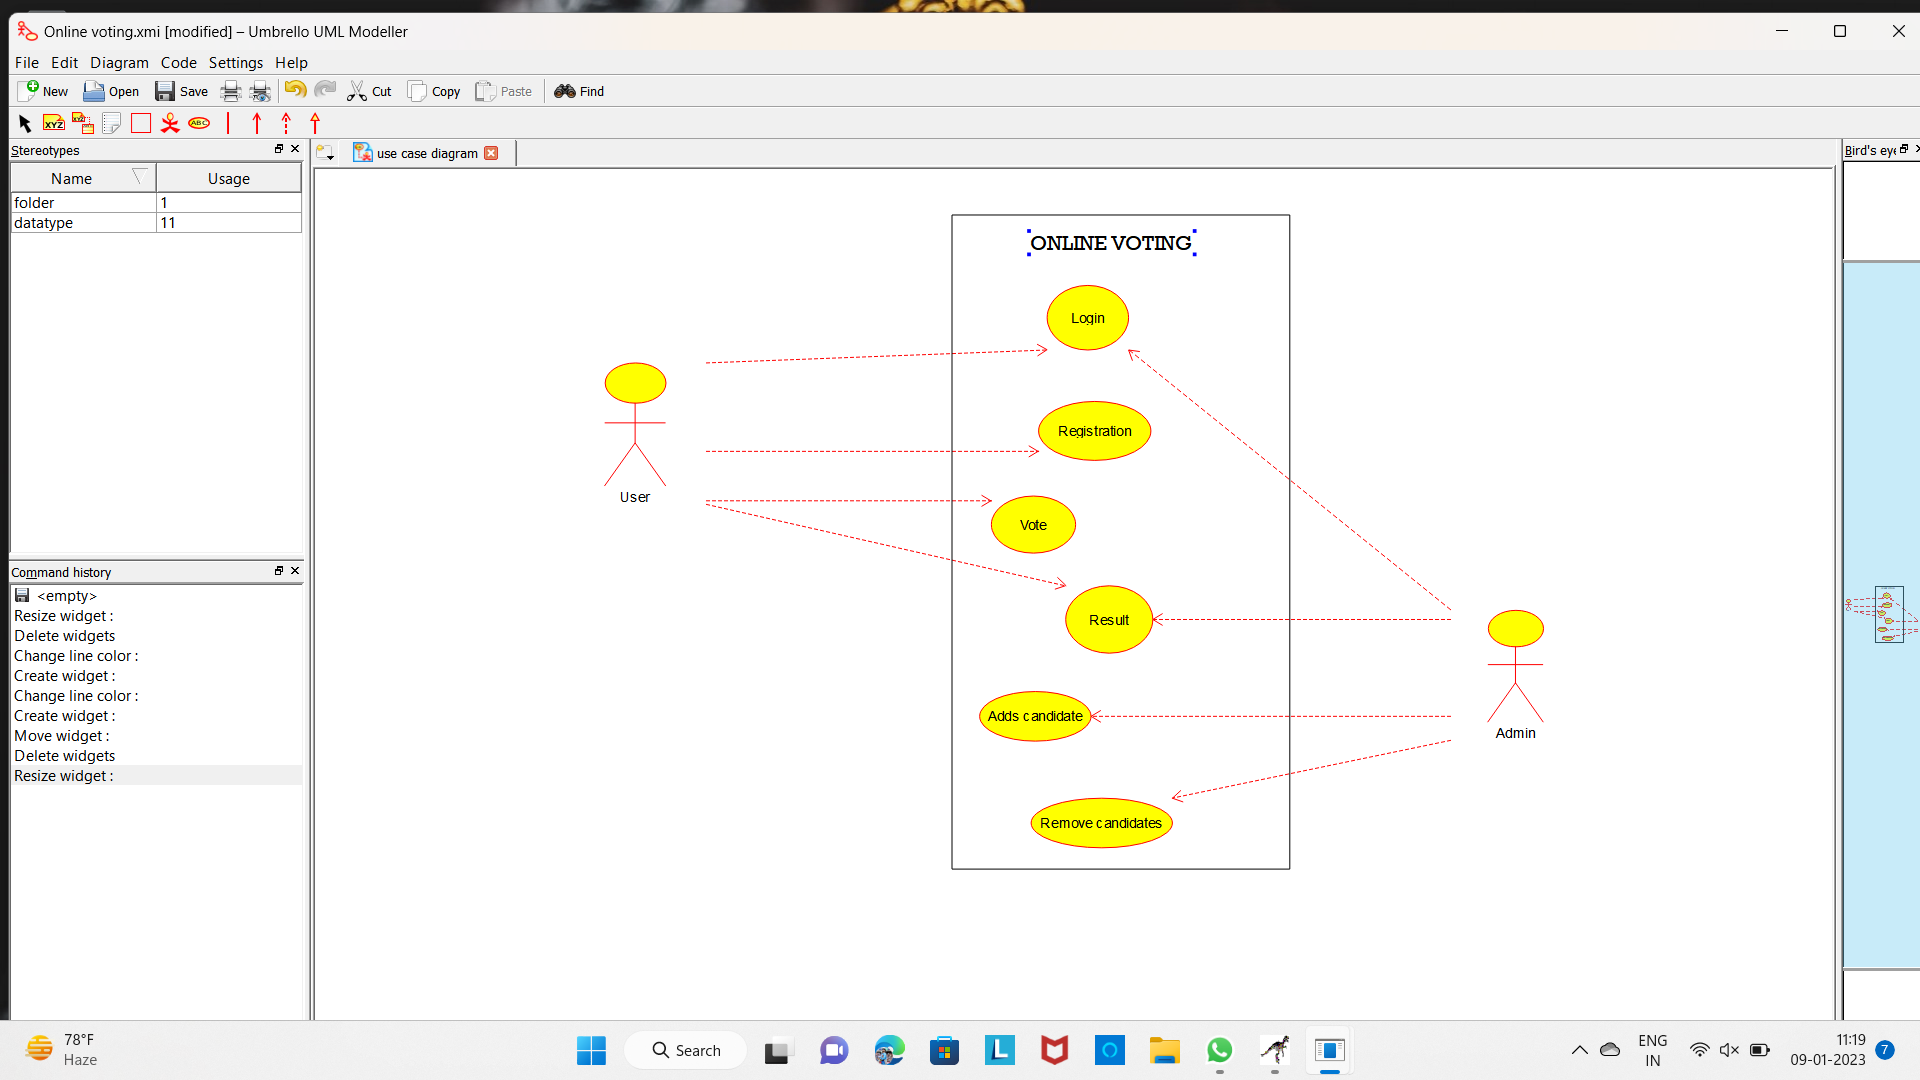 Online voting.xmi [modified] – Umbrello UML Modeller
File Edit Diagram Code Settings Help
New Open Save Cut Copy Paste Find
XYZ XYZ ABC
Stereotypes
Name Usage
folder 1
datatype 11
use case diagram
Bird's eye
ONLINE VOTING
Login
Registration
User
Vote
Result
Adds candidate
Admin
Remove candidates
Command history
<empty>
Resize widget :
Delete widgets
Change line color :
Create widget :
Change line color :
Create widget :
Move widget :
Delete widgets
Resize widget :
78°F
Haze
Search
L
ENG
IN
11:19
09-01-2023
7